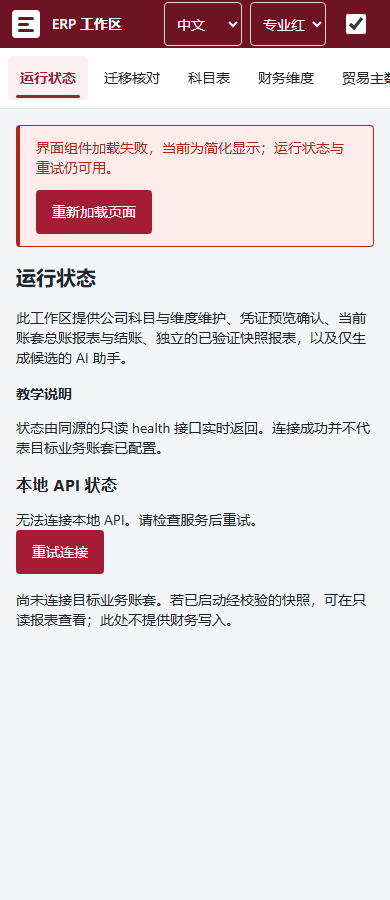 ERP 工作区
中文
专业红
运行状态
迁移核对
科目表
财务维度
贸易主数
界面组件加载失败，当前为简化显示；运行状态与
重试仍可用。
重新加载页面
运行状态
此工作区提供公司科目与维度维护、凭证预览确认、当前
账套总账报表与结账、独立的已验证快照报表，以及仅生
成候选的 AI 助手。
教学说明
状态由同源的只读 health 接口实时返回。连接成功并不代
表目标业务账套已配置。
本地 API 状态
无法连接本地 API。请检查服务后重试。
重试连接
尚未连接目标业务账套。若已启动经校验的快照，可在只
读报表查看；此处不提供财务写入。